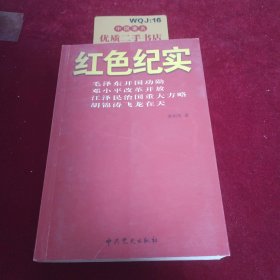 WQJ:16
优质二手书店
红色纪实
毛泽东开国功勋
邓小平改革开放
江泽民治国重大方略
胡锦涛飞龙在天
著
中共党史出版社